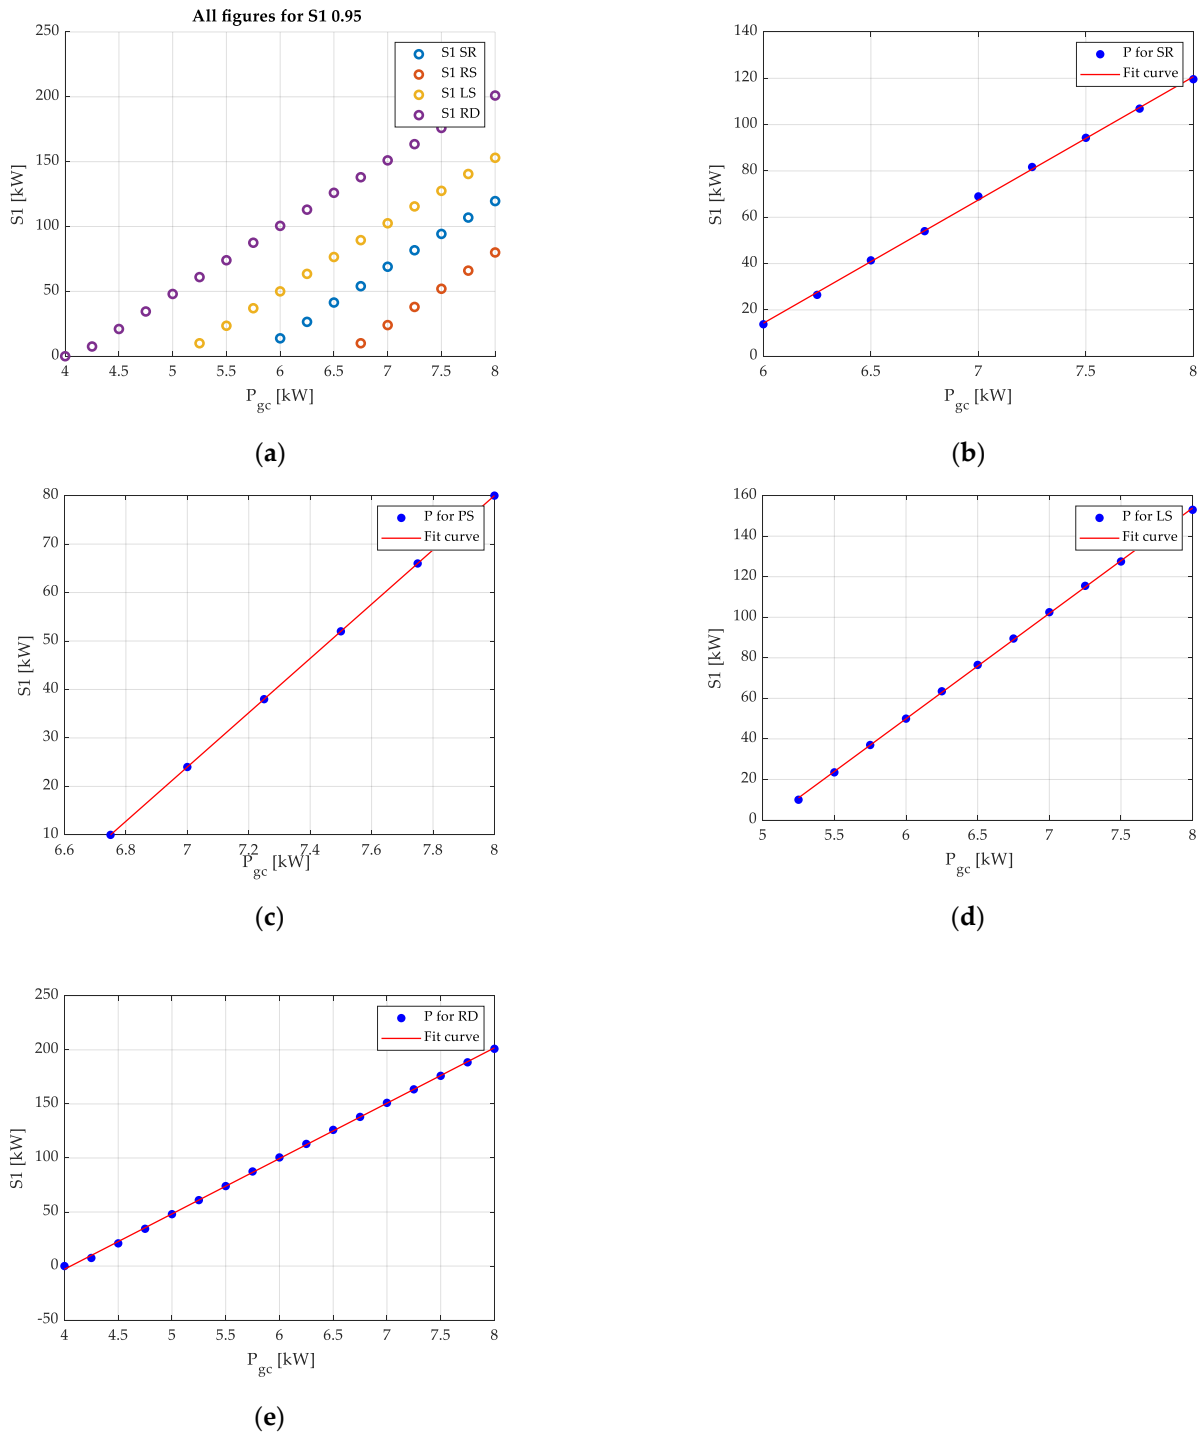 All figures for S1 0.95
250
200
150
100
50
0
S1 [kW]
S1 SR
S1 RS
S1 LS
S1 RD
4 4.5 5 5.5 6 6.5 7 7.5 8
P_gc [kW]
(a)
140
120
100
80
60
40
20
0
S1 [kW]
P for SR
Fit curve
6 6.5 7 7.5 8
P_gc [kW]
(b)
80
70
60
50
40
30
20
10
S1 [kW]
P for PS
Fit curve
6.6 6.8 7 7.2 7.4 7.6 7.8 8
P_gc [kW]
(c)
160
140
120
100
80
60
40
20
0
S1 [kW]
P for LS
Fit curve
5 5.5 6 6.5 7 7.5 8
P_gc [kW]
(d)
250
200
150
100
50
0
-50
S1 [kW]
P for RD
Fit curve
4 4.5 5 5.5 6 6.5 7 7.5 8
P_gc [kW]
(e)